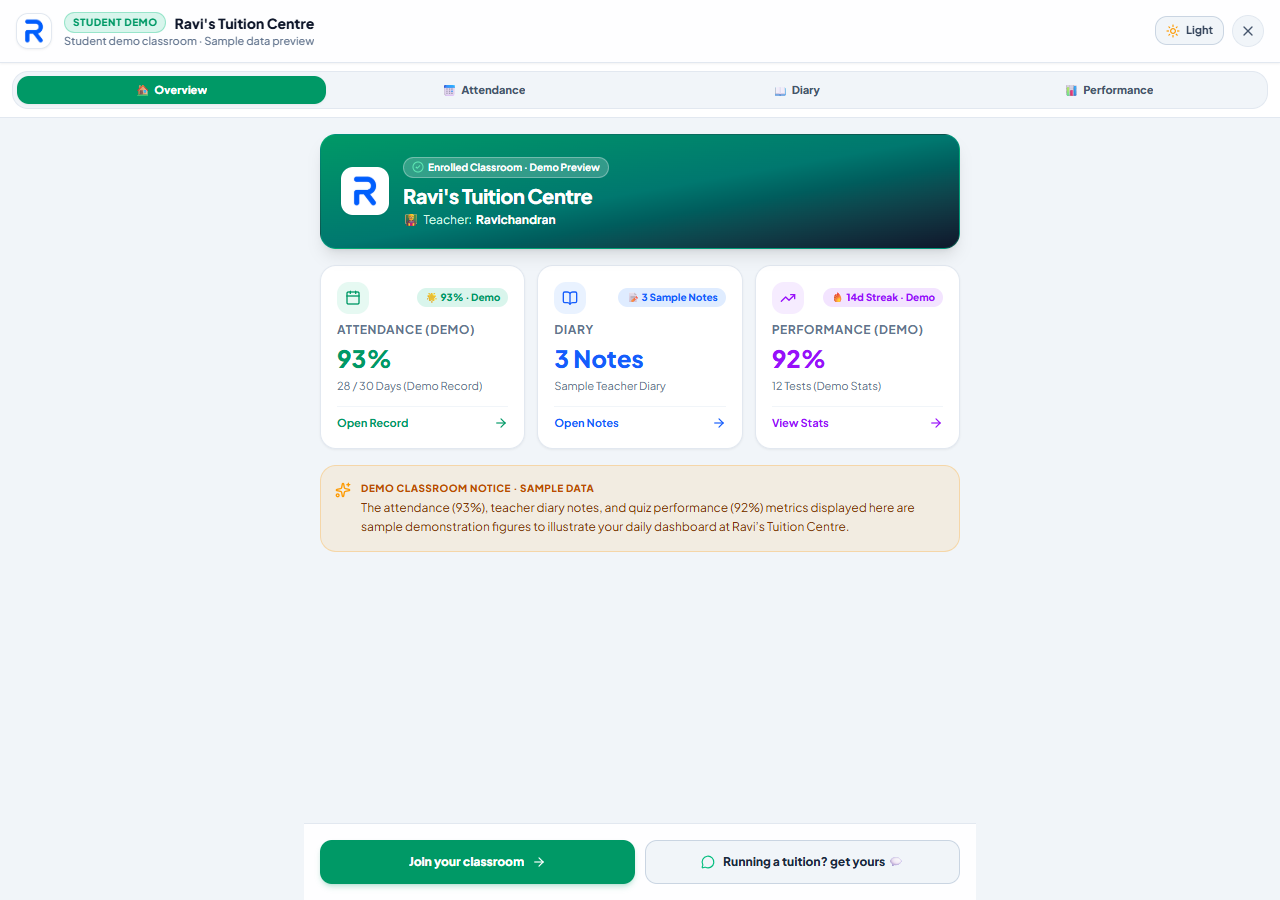 STUDENT DEMO
Ravi's Tuition Centre
Student demo classroom · Sample data preview
Light
Overview
Attendance
Diary
Performance
Enrolled Classroom · Demo Preview
Ravi's Tuition Centre
Teacher: Ravichandran
93% · Demo
ATTENDANCE (DEMO)
93%
28 / 30 Days (Demo Record)
Open Record
3 Sample Notes
DIARY
3 Notes
Sample Teacher Diary
Open Notes
14d Streak · Demo
PERFORMANCE (DEMO)
92%
12 Tests (Demo Stats)
View Stats
DEMO CLASSROOM NOTICE · SAMPLE DATA
The attendance (93%), teacher diary notes, and quiz performance (92%) metrics displayed here are
sample demonstration figures to illustrate your daily dashboard at Ravi's Tuition Centre.
Join your classroom
Running a tuition? get yours